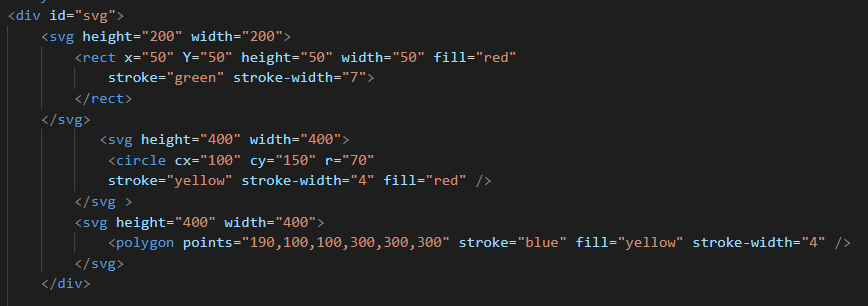 <div id="svg">
<svg height="200" width="200">
<rect x="50" Y="50" height="50" width="50" fill="red"
stroke="green" stroke-width="7">
</rect>
</svg>
<svg height="400" width="400">
<circle cx="100" cy="150" r="70"
stroke="yellow" stroke-width="4" fill="red" />
</svg >
<svg height="400" width="400">
<polygon points="190,100,100,300,300,300" stroke="blue" fill="yellow" stroke-width="4" />
</svg>
</div>